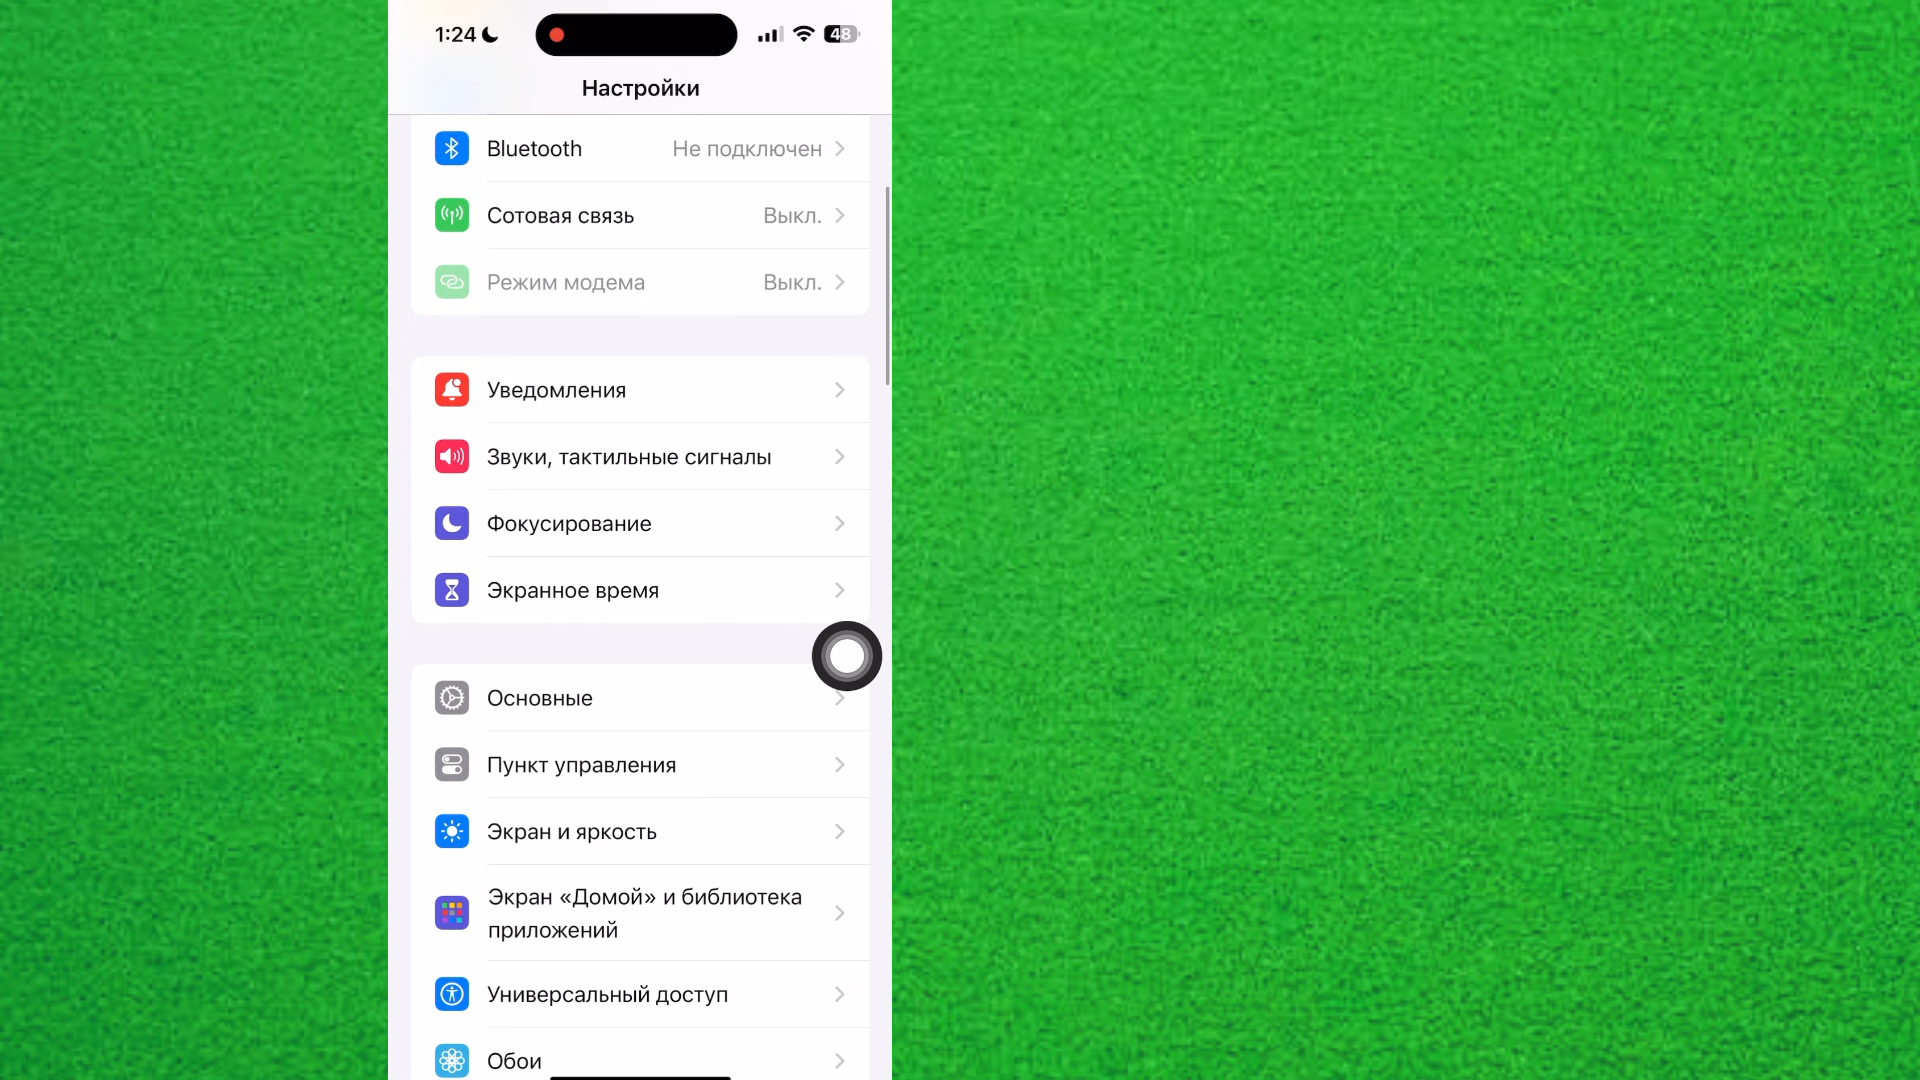 1:24
48
Настройки
Bluetooth Не подключен
Сотовая связь Выкл.
Режим модема Выкл.
Уведомления
Звуки, тактильные сигналы
Фокусирование
Экранное время
Основные
Пункт управления
Экран и яркость
Экран «Домой» и библиотека
приложений
Универсальный доступ
Обои